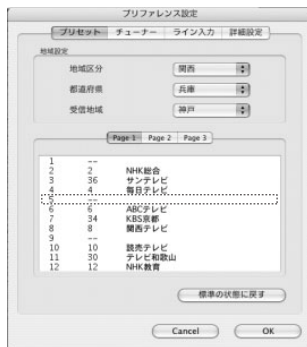 プリファレンス設定
プリセット チューナー ライン入力 詳細設定
地域設定
地域区分 関西
都道府県 兵庫
受信地域 神戸
Page 1 Page 2 Page 3
1 --
2 2 NHK総合
3 36 サンテレビ
4 4 毎日テレビ
5 --
6 6 ABCテレビ
7 34 KBS京都
8 8 関西テレビ
9 --
10 10 読売テレビ
11 30 テレビ和歌山
12 12 NHK教育
標準の状態に戻す
Cancel OK